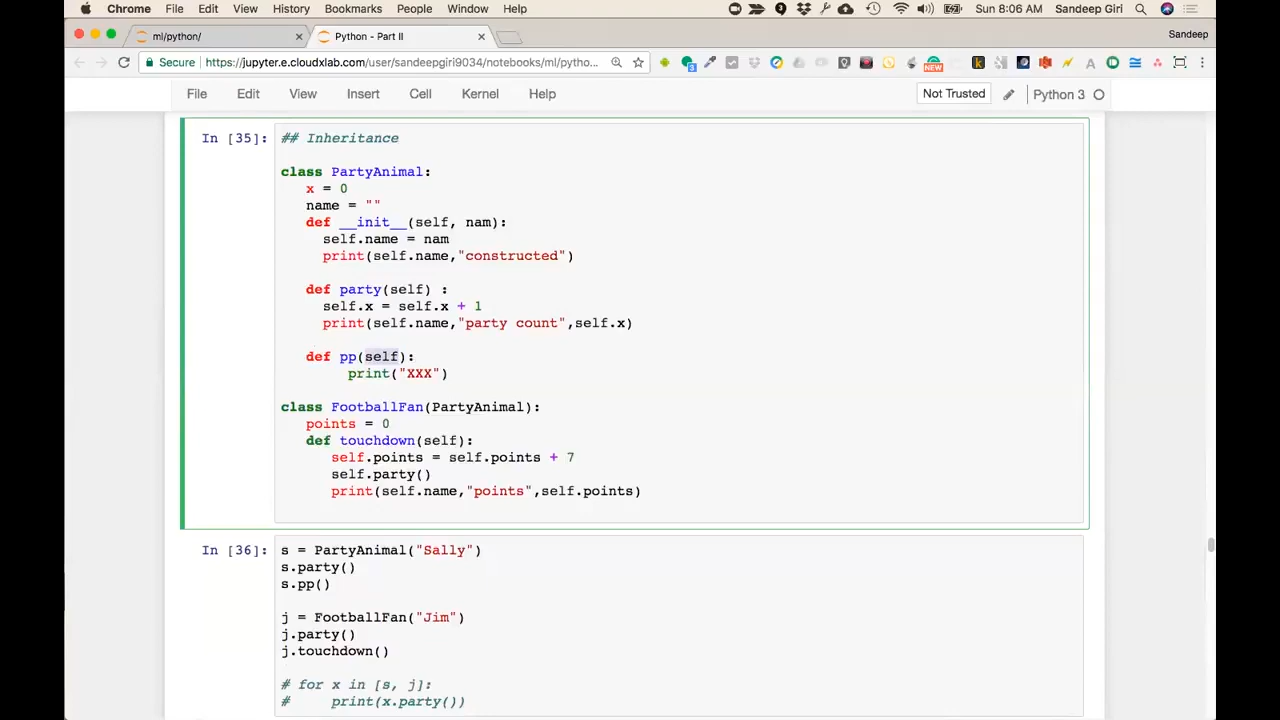 Chrome File Edit View History Bookmarks People Window Help Sun 8:06 AM Sandeep Giri
ml/python/ Python - Part II Sandeep
Secure https://jupyter.e.cloudxlab.com/user/sandeepgiri9034/notebooks/ml/pytho...
File Edit View Insert Cell Kernel Help Not Trusted Python 3
In [35]: ## Inheritance
class PartyAnimal:
x = 0
name = ""
def __init__(self, nam):
self.name = nam
print(self.name,"constructed")
def party(self) :
self.x = self.x + 1
print(self.name,"party count",self.x)
def pp(self):
print("XXX")
class FootballFan(PartyAnimal):
points = 0
def touchdown(self):
self.points = self.points + 7
self.party()
print(self.name,"points",self.points)
In [36]: s = PartyAnimal("Sally")
s.party()
s.pp()
j = FootballFan("Jim")
j.party()
j.touchdown()
# for x in [s, j]:
# print(x.party())